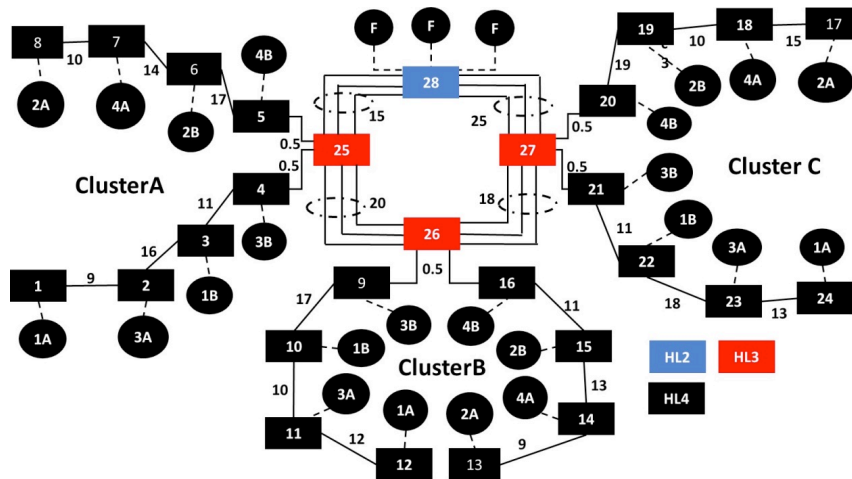 F
F
F
8
7
6
4B
28
19
18
17
10
14
17
10
15
19
3
2A
4A
2B
5
15
25
20
2B
4A
2A
0.5
25
27
0.5
4B
0.5
0.5
ClusterA
4
20
18
21
3B
Cluster C
11
3
3B
26
11
1B
3A
1A
16
22
1
9
2
1B
0.5
18
23
13
24
1A
3A
9
16
17
3B
4B
11
10
1B
ClusterB
2B
15
HL2
HL3
10
3A
1A
2A
4A
13
HL4
11
12
14
12
13
9